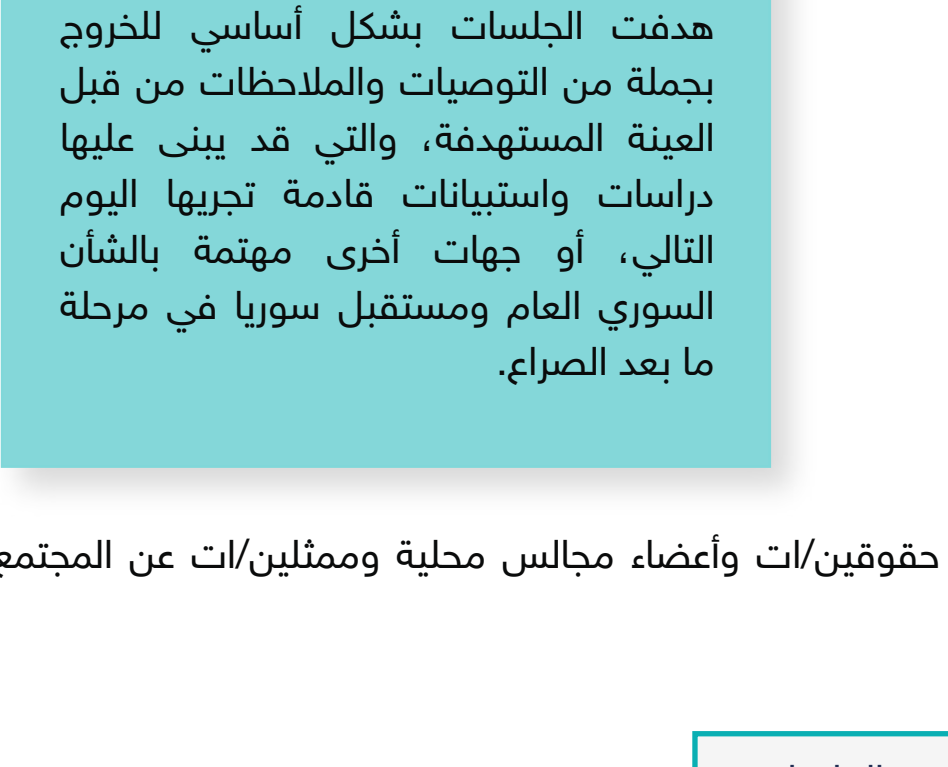 هدفت الجلسات بشكل أساسي للخروج
بجملة من التوصيات والملاحظات من قبل
العينة المستهدفة، والتي قد يبنى عليها
دراسات واستبيانات قادمة تجريها اليوم
التالي، أو جهات أخرى مهتمة بالشأن
السوري العام ومستقبل سوريا في مرحلة
ما بعد الصراع.
حقوقين/ات وأعضاء مجالس محلية وممثلين/ات عن المجتمع